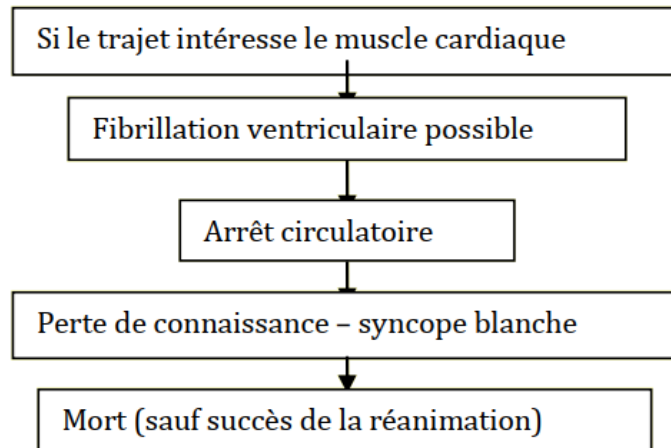 Si le trajet intéresse le muscle cardiaque
Fibrillation ventriculaire possible
Arrêt circulatoire
Perte de connaissance – syncope blanche
Mort (sauf succès de la réanimation)